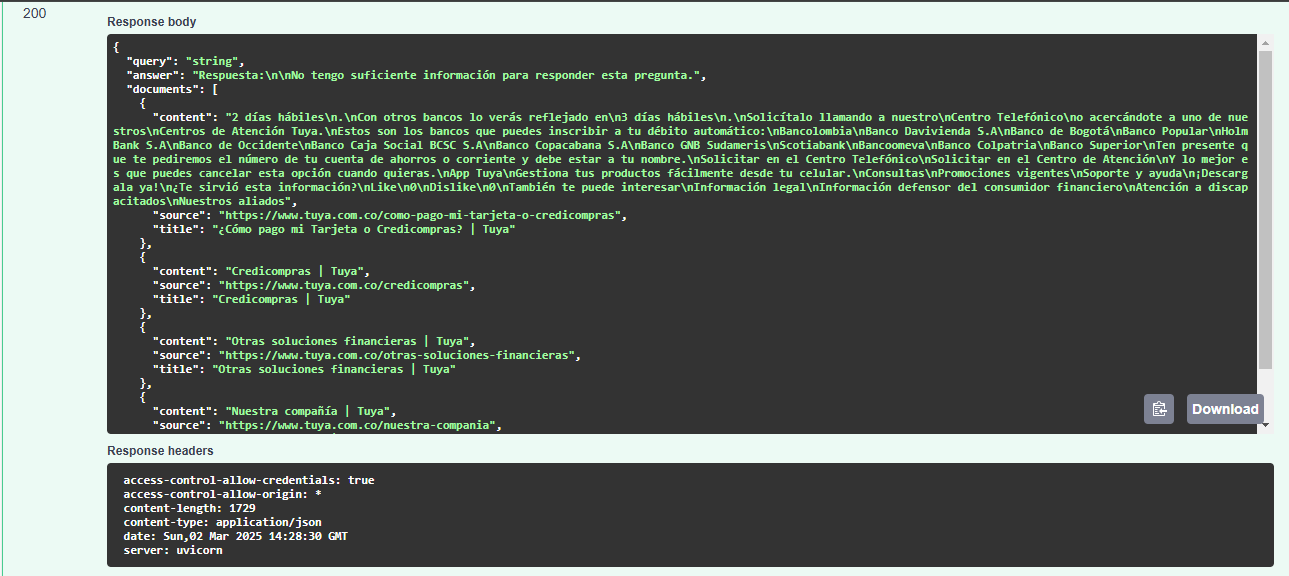 200
Response body
{
  "query": "string",
  "answer": "Respuesta:\n\nNo tengo suficiente información para responder esta pregunta.",
  "documents": [
    {
      "content": "2 días hábiles\n.\nCon otros bancos lo verás reflejado en\n3 días hábiles\n.\nSolicítalo llamando a nuestro\nCentro Telefónico\no acercándote a uno de nue
stros\nCentros de Atención Tuya.\nEstos son los bancos que puedes inscribir a tu débito automático:\nBancolombia\nBanco Davivienda S.A\nBanco de Bogotá\nBanco Popular\nHolm
Bank S.A\nBanco de Occidente\nBanco Caja Social BCSC S.A\nBanco Copacabana S.A\nBanco GNB Sudameris\nScotiabank\nBancoomeva\nBanco Colpatria\nBanco Superior\nTen presente q
ue te pediremos el número de tu cuenta de ahorros o corriente y debe estar a tu nombre.\nSolicitar en el Centro Telefónico\nSolicitar en el Centro de Atención\nY lo mejor e
s que puedes cancelar esta opción cuando quieras.\nApp Tuya\nGestiona tus productos fácilmente desde tu celular.\nConsultas\nPromociones vigentes\nSoporte y ayuda\n¡Descarg
ala ya!\n¿Te sirvió esta información?\nLike\n0\nDislike\n0\nTambién te puede interesar\nInformación legal\nInformación defensor del consumidor financiero\nAtención a discap
acitados\nNuestros aliados",
      "source": "https://www.tuya.com.co/como-pago-mi-tarjeta-o-credicompras",
      "title": "¿Cómo pago mi Tarjeta o Credicompras? | Tuya"
    },
    {
      "content": "Credicompras | Tuya",
      "source": "https://www.tuya.com.co/credicompras",
      "title": "Credicompras | Tuya"
    },
    {
      "content": "Otras soluciones financieras | Tuya",
      "source": "https://www.tuya.com.co/otras-soluciones-financieras",
      "title": "Otras soluciones financieras | Tuya"
    },
    {
      "content": "Nuestra compañía | Tuya",
      "source": "https://www.tuya.com.co/nuestra-compania",
Download
Response headers
access-control-allow-credentials: true
access-control-allow-origin: *
content-length: 1729
content-type: application/json
date: Sun,02 Mar 2025 14:28:30 GMT
server: uvicorn